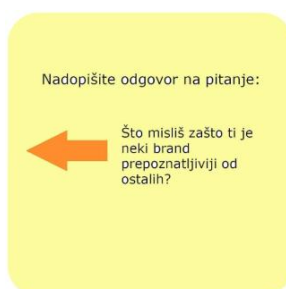 Nadopišite odgovor na pitanje:
Što misliš zašto ti je
neki brand
prepoznatljiviji od
ostalih?